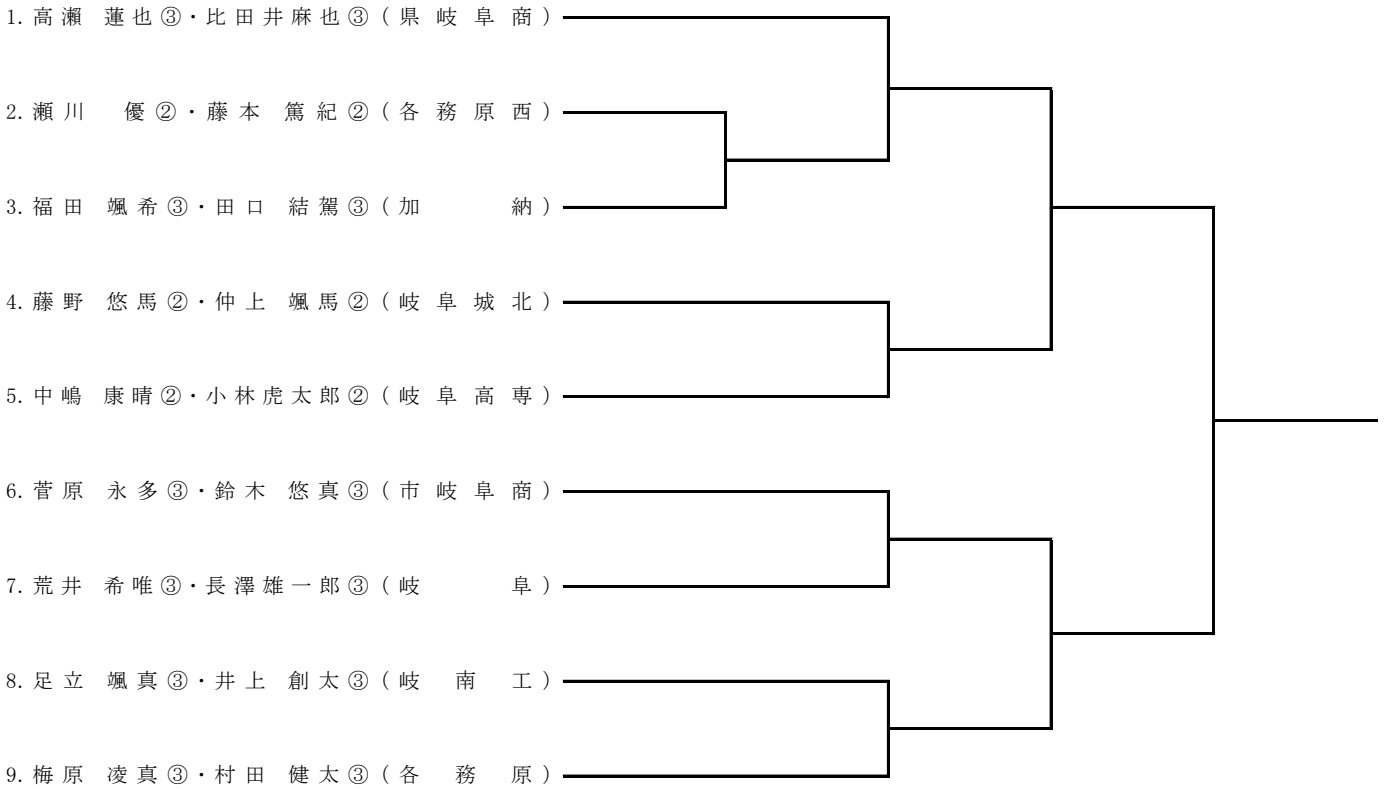 1. 高瀬 蓮也③・比田井麻也③(県岐阜商)
2. 瀬川 優②・藤本 篤紀②(各務原西)
3. 福田 颯希③・田口 結駕③(加納)
4. 藤野 悠馬②・仲上 颯馬②(岐阜城北)
5. 中嶋 康晴②・小林虎太郎②(岐阜高専)
6. 菅原 永多③・鈴木 悠真③(市岐阜商)
7. 荒井 希唯③・長澤雄一郎③(岐阜)
8. 足立 颯真③・井上 創太③(岐南工)
9. 梅原 凌真③・村田 健太③(各務原)